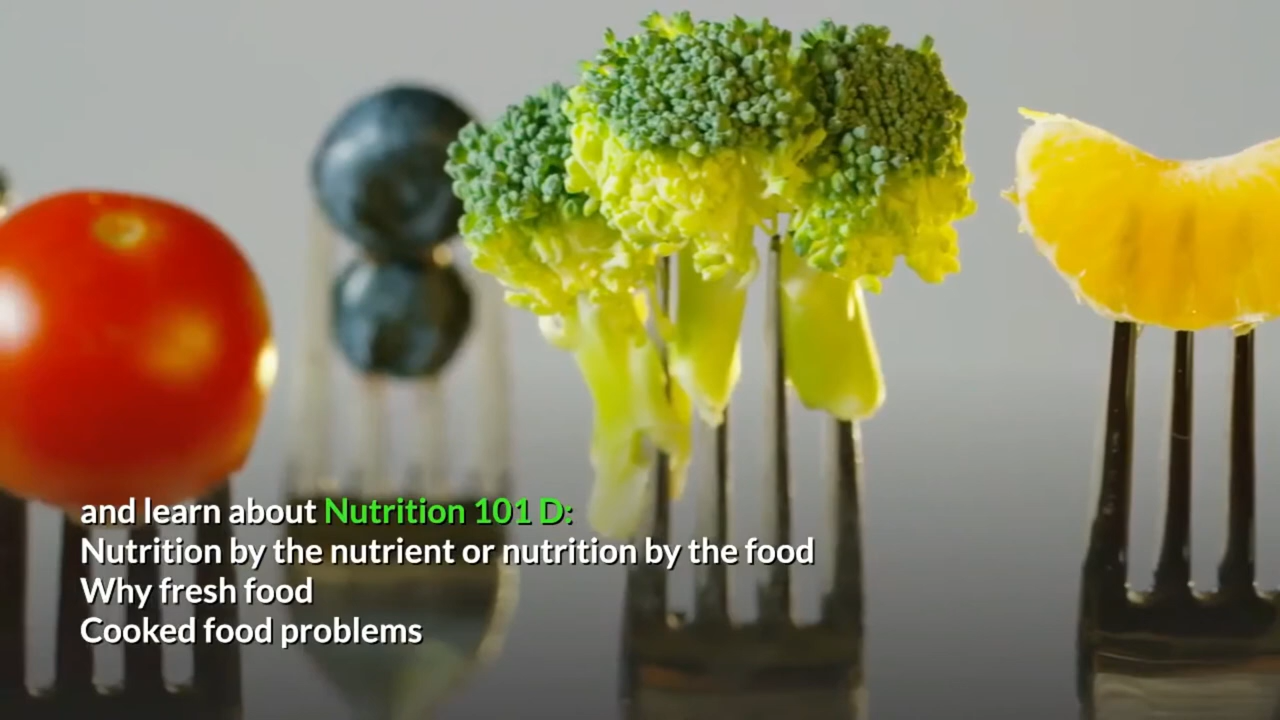 and learn about Nutrition 101 D:
Nutrition by the nutrient or nutrition by the food
Why fresh food
Cooked food problems